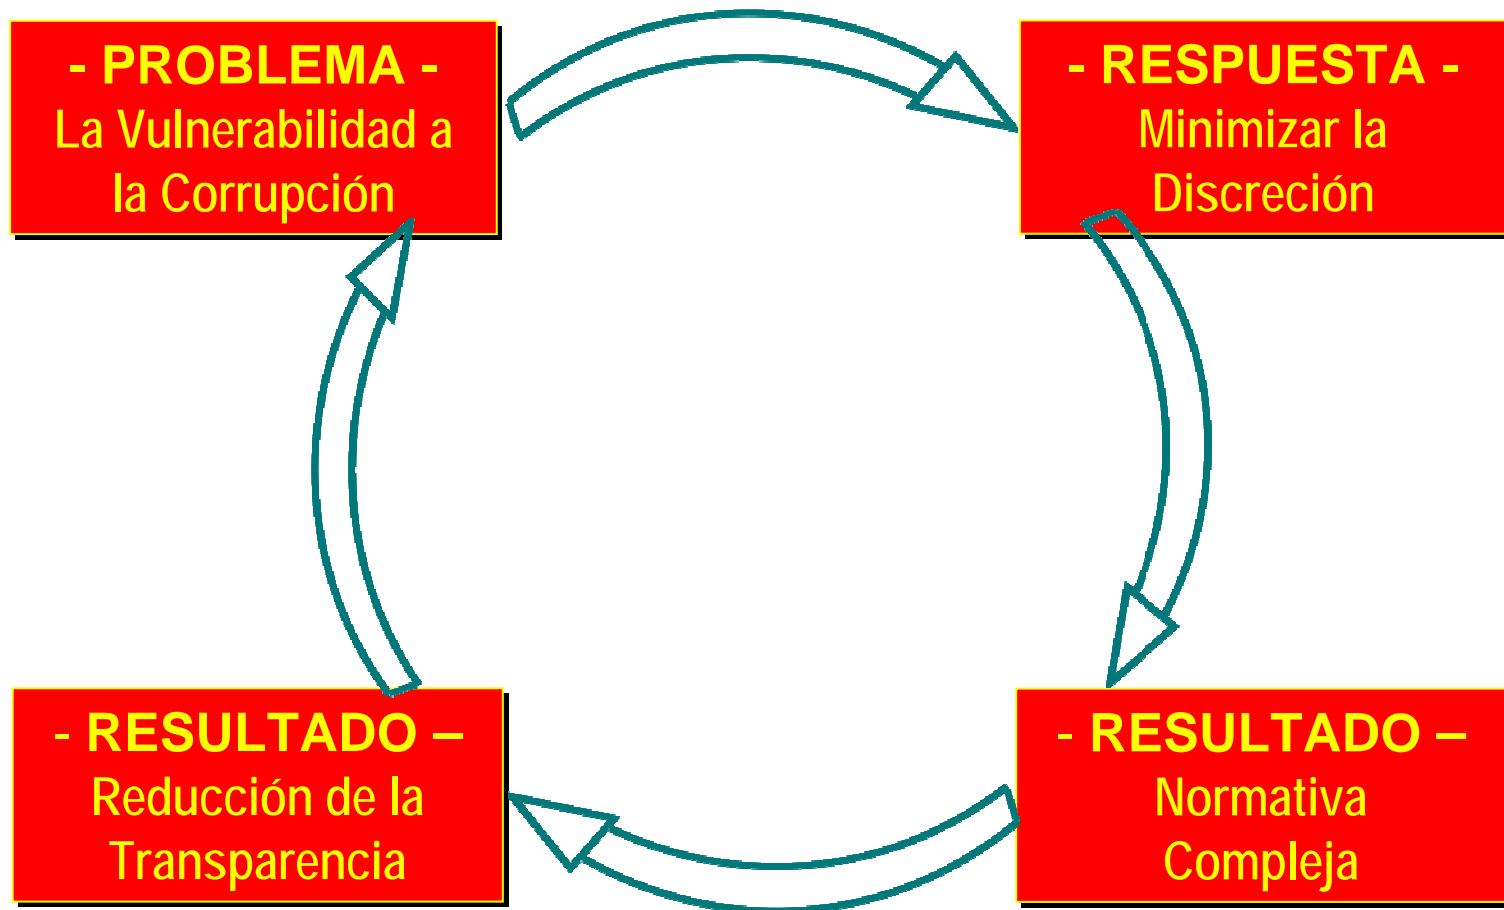 - PROBLEMA -
La Vulnerabilidad a
la Corrupción
- RESPUESTA -
Minimizar la
Discreción
- RESULTADO –
Reducción de la
Transparencia
- RESULTADO –
Normativa
Compleja